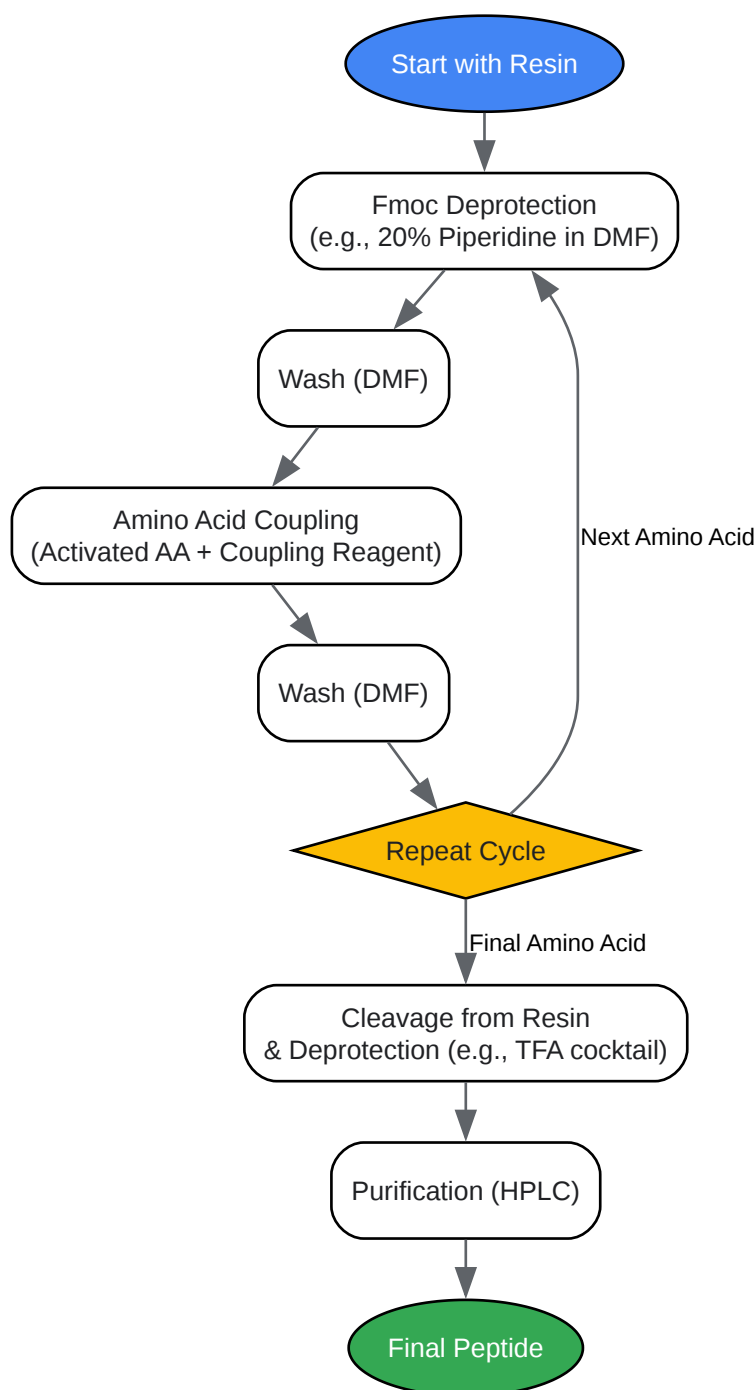 Start with Resin
Fmoc Deprotection
(e.g., 20% Piperidine in DMF)
Wash (DMF)
Amino Acid Coupling
(Activated AA + Coupling Reagent)
Next Amino Acid
Wash (DMF)
Repeat Cycle
Final Amino Acid
Cleavage from Resin
& Deprotection (e.g., TFA cocktail)
Purification (HPLC)
Final Peptide